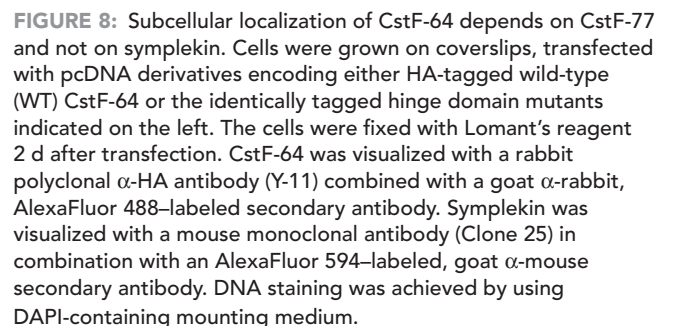 FIGURE 8: Subcellular localization of CstF-64 depends on CstF-77
and not on symplekin. Cells were grown on coverslips, transfected
with pcDNA derivatives encoding either HA-tagged wild-type
(WT) CstF-64 or the identically tagged hinge domain mutants
indicated on the left. The cells were fixed with Lomant's reagent
2 d after transfection. CstF-64 was visualized with a rabbit
polyclonal α-HA antibody (Y-11) combined with a goat α-rabbit,
AlexaFluor 488–labeled secondary antibody. Symplekin was
visualized with a mouse monoclonal antibody (Clone 25) in
combination with an AlexaFluor 594–labeled, goat α-mouse
secondary antibody. DNA staining was achieved by using
DAPI-containing mounting medium.